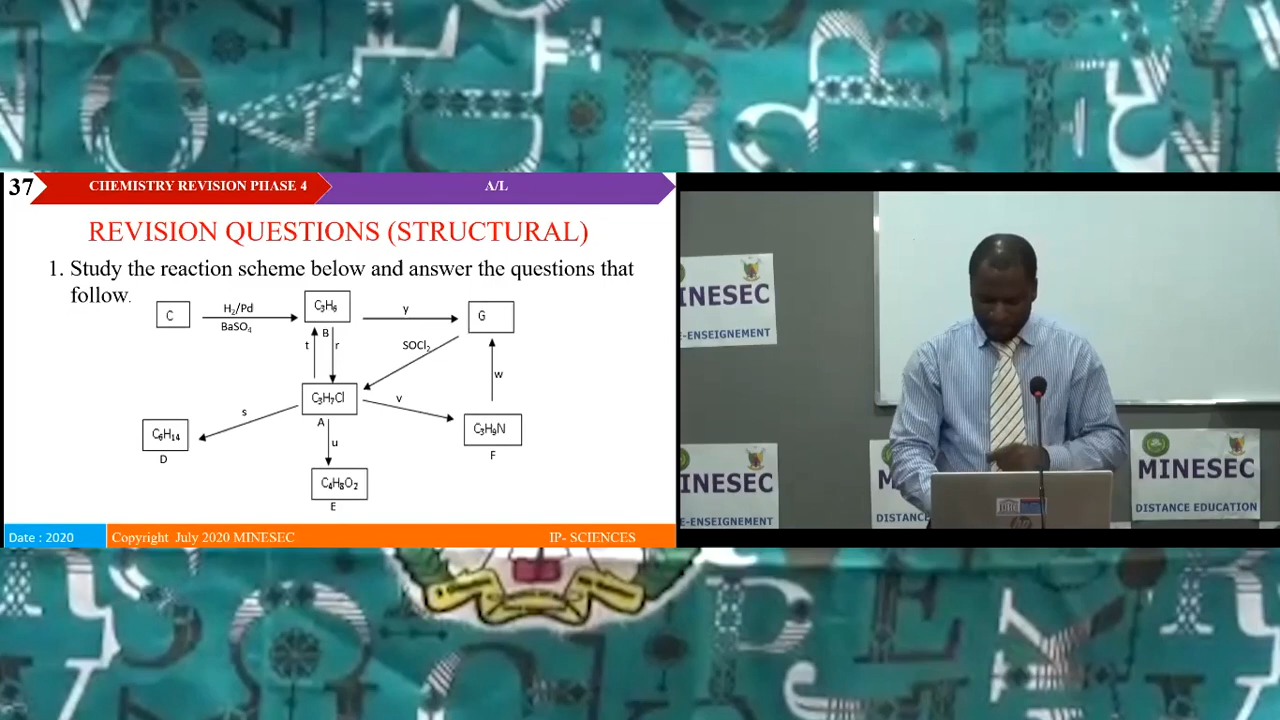 37
CHEMISTRY REVISION PHASE 4
A/L
REVISION QUESTIONS (STRUCTURAL)
1. Study the reaction scheme below and answer the questions that
follow.
C
H₂/Pd
BaSO₄
C₃H₆
B
y
G
t
r
SOCl₂
w
C₃H₇Cl
A
v
s
C₆H₁₄
D
u
C₃H₉N
F
C₄H₈O₂
E
Date : 2020
Copyright July 2020 MINESEC
IP- SCIENCES
INESEC
E-ENSEIGNEMENT
MINESEC
E-ENSEIGNEMENT
M
DISTANC
hp
MINESEC
DISTANCE EDUCATION